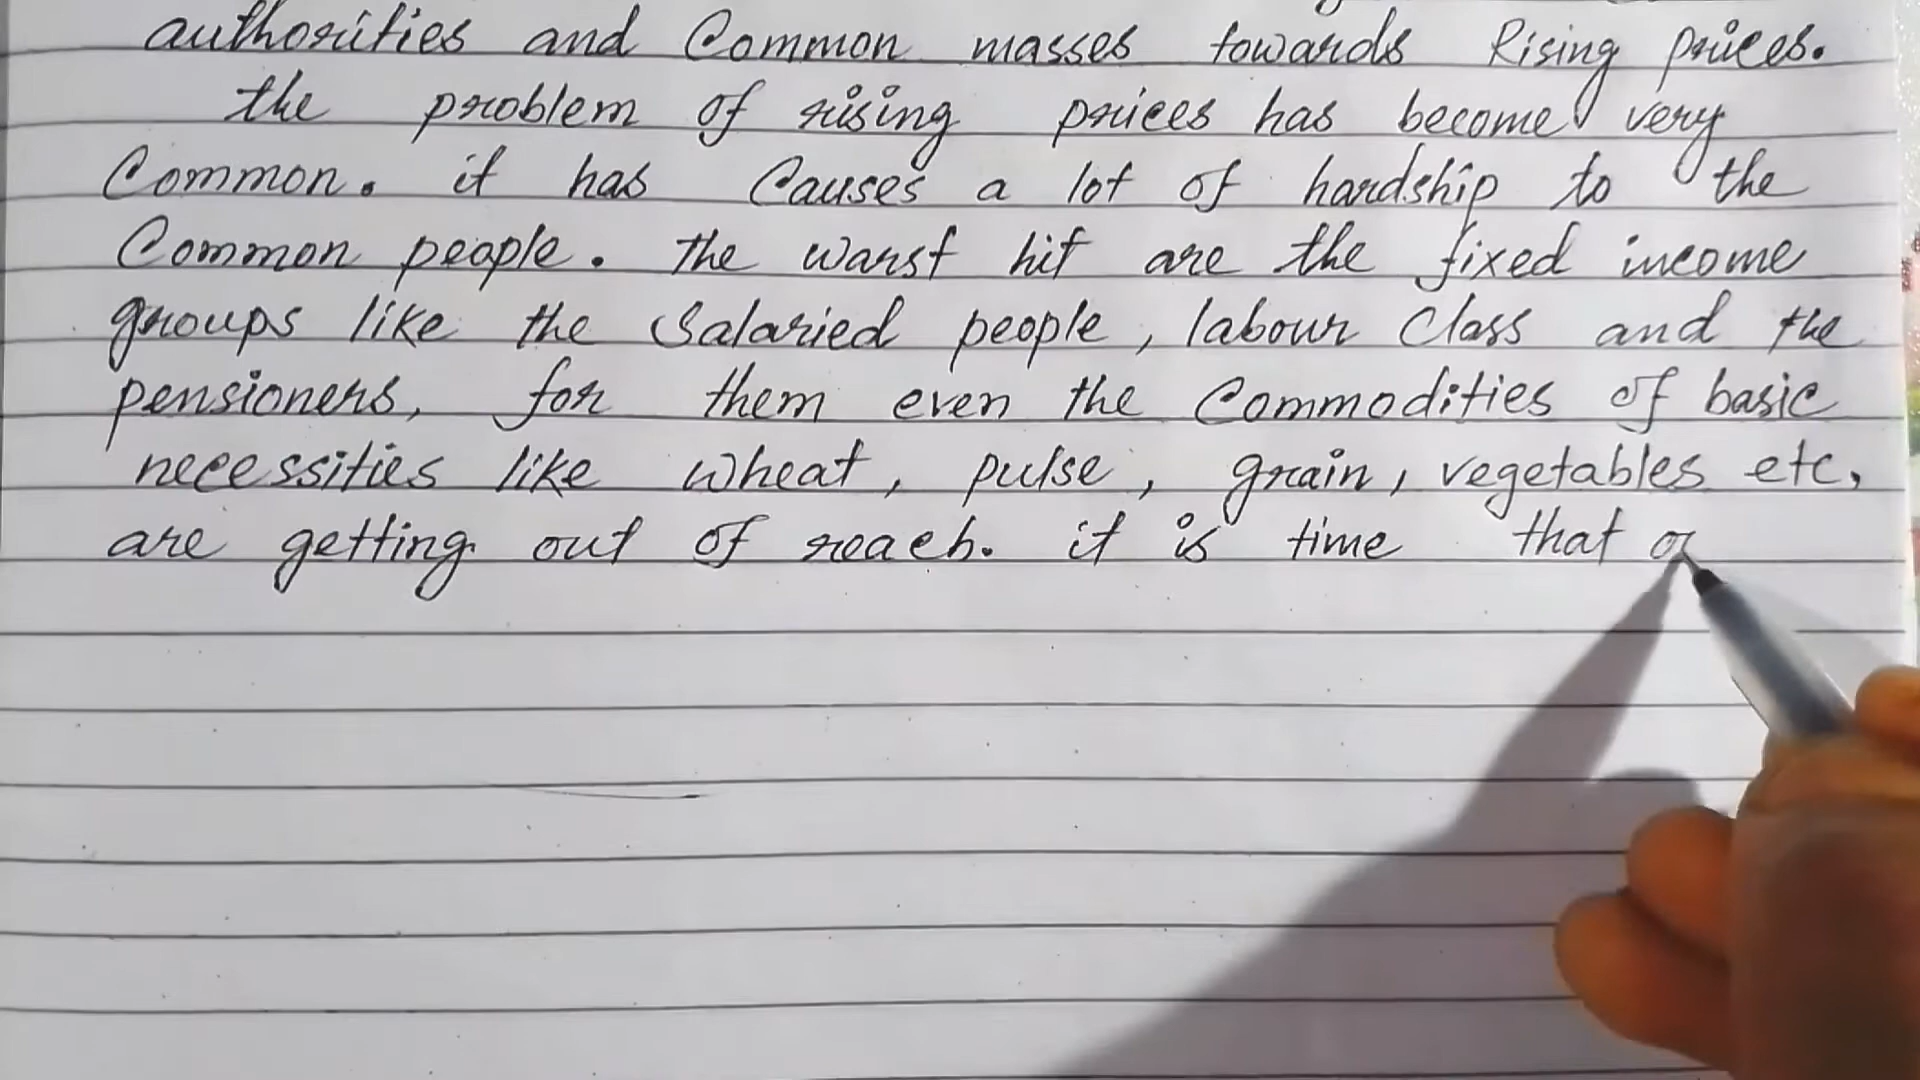 authorities and Common masses towards Rising prices.
the problem of rising prices has become very
Common. it has Causes a lot of hardship to the
Common people. The warst hit are the fixed income
groups like the Salaried people, labour Class and the
pensioners, for them even the Commodities of basic
necessities like wheat, pulse, grain, vegetables etc,
are getting out of reach. it is time that